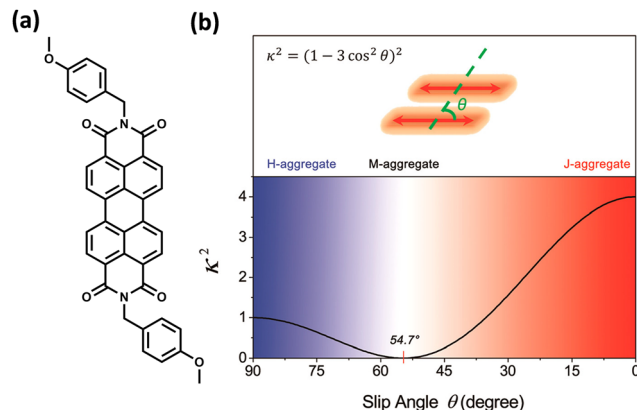 (a)
O
O
N
O
O
N
O
O
(b)
κ² = (1 − 3 cos² θ)²
θ
H-aggregate M-aggregate J-aggregate
4
3
2
1
0
κ²
54.7°
90 75 60 45 30 15 0
Slip Angle θ (degree)